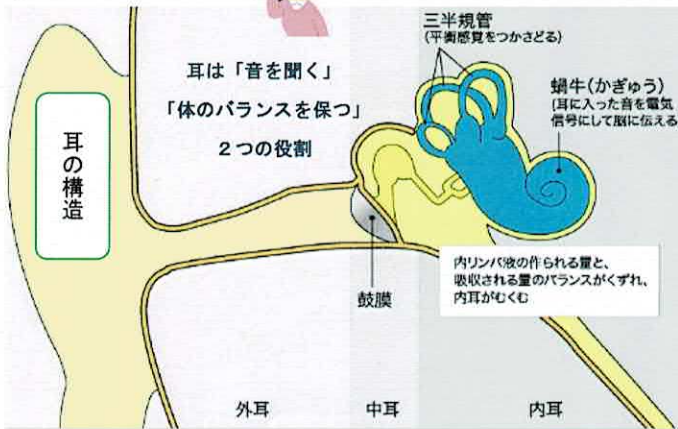 三半規管
(平衡感覚をつかさどる)
耳は「音を聞く」
「体のバランスを保つ」
2つの役割
蝸牛(かぎゅう)
(耳に入った音を電気
信号にして脳に伝える
耳の構造
内リンパ液の作られる量と、
吸収される量のバランスがくずれ、
内耳がむくむ
鼓膜
外耳
中耳
内耳